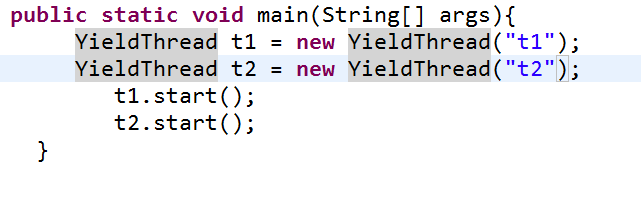 public static void main(String[] args){
YieldThread t1 = new YieldThread("t1");
YieldThread t2 = new YieldThread("t2");
t1.start();
t2.start();
}